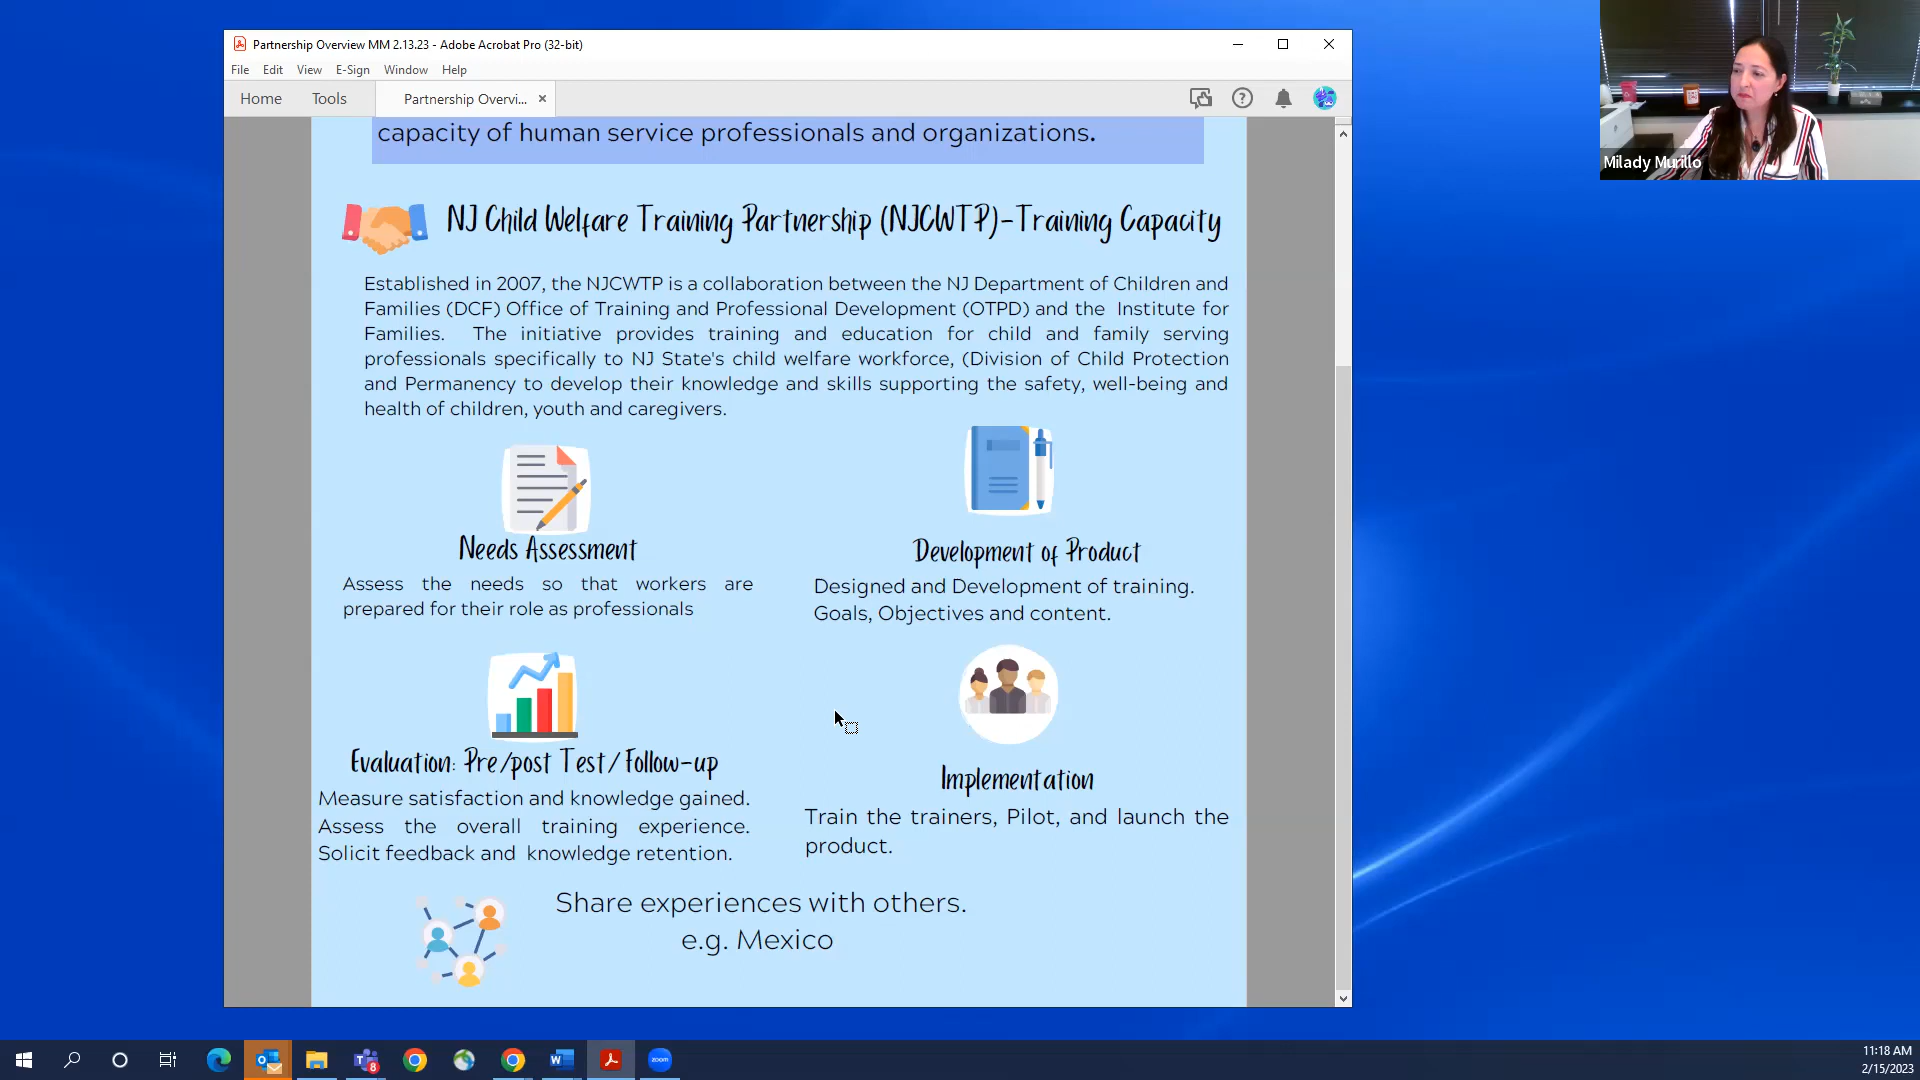 Partnership Overview MM 2.13.23 - Adobe Acrobat Pro (32-bit)
File Edit View E-Sign Window Help
Home Tools Partnership Overvi...
capacity of human service professionals and organizations.
NJ Child Welfare Training Partnership (NJCWTP)-Training Capacity
Established in 2007, the NJCWTP is a collaboration between the NJ Department of Children and
Families (DCF) Office of Training and Professional Development (OTPD) and the Institute for
Families. The initiative provides training and education for child and family serving
professionals specifically to NJ State's child welfare workforce, (Division of Child Protection
and Permanency to develop their knowledge and skills supporting the safety, well-being and
health of children, youth and caregivers.
Needs Assessment
Assess the needs so that workers are
prepared for their role as professionals
Development of Product
Designed and Development of training.
Goals, Objectives and content.
Evaluation: Pre/post Test/Follow-up
Measure satisfaction and knowledge gained.
Assess the overall training experience.
Solicit feedback and knowledge retention.
Implementation
Train the trainers, Pilot, and launch the
product.
Share experiences with others.
e.g. Mexico
Milady Murillo
8
zoom
11:18 AM
2/15/2023